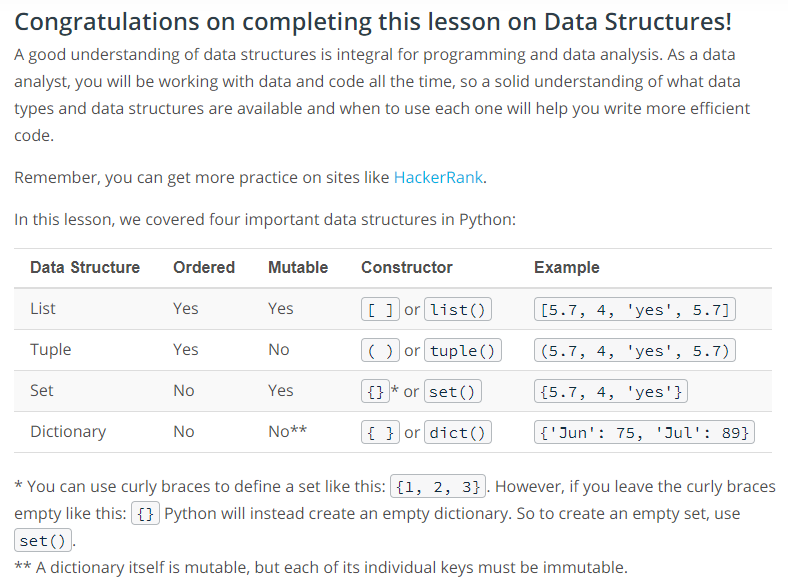 Congratulations on completing this lesson on Data Structures!
A good understanding of data structures is integral for programming and data analysis. As a data
analyst, you will be working with data and code all the time, so a solid understanding of what data
types and data structures are available and when to use each one will help you write more efficient
code.
Remember, you can get more practice on sites like HackerRank.
In this lesson, we covered four important data structures in Python:
Data Structure Ordered Mutable Constructor Example
List Yes Yes [ ] or list() [5.7, 4, 'yes', 5.7]
Tuple Yes No ( ) or tuple() (5.7, 4, 'yes', 5.7)
Set No Yes {}* or set() {5.7, 4, 'yes'}
Dictionary No No** { } or dict() {'Jun': 75, 'Jul': 89}
* You can use curly braces to define a set like this: {1, 2, 3}. However, if you leave the curly braces
empty like this: {} Python will instead create an empty dictionary. So to create an empty set, use
set().
** A dictionary itself is mutable, but each of its individual keys must be immutable.